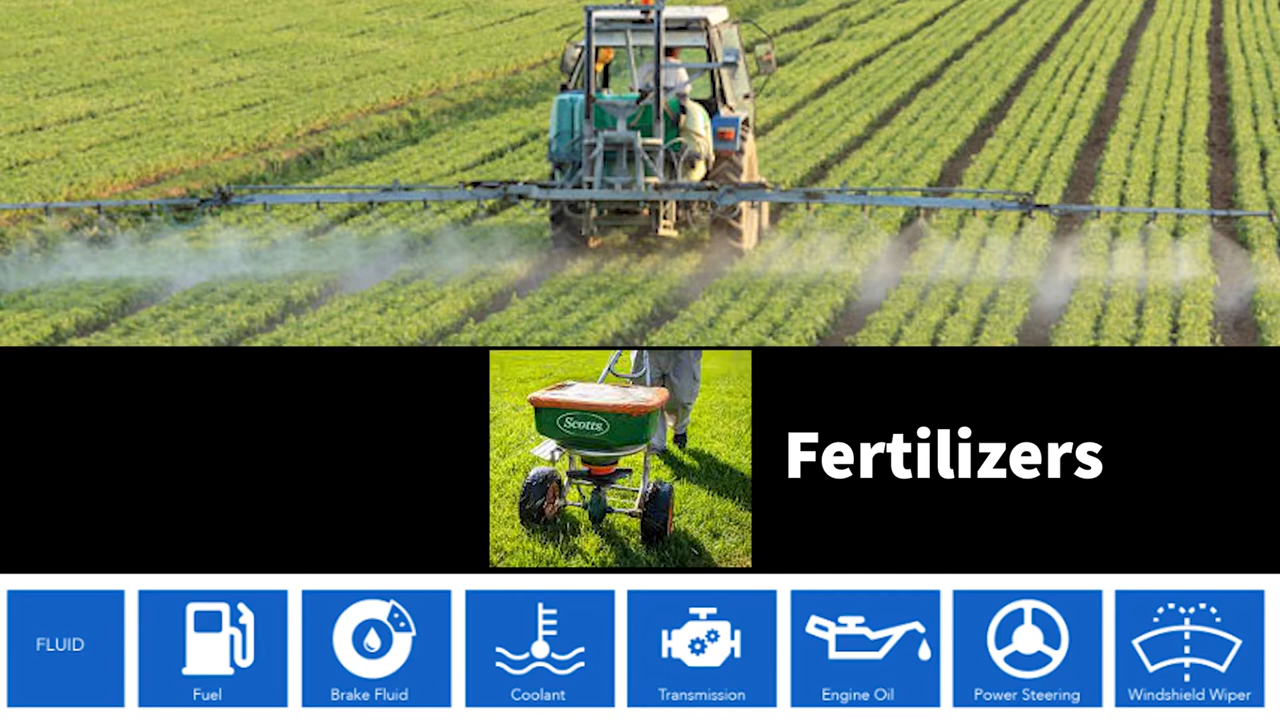 Scotts
Fertilizers
FLUID
Fuel
Brake Fluid
Coolant
Transmission
Engine Oil
Power Steering
Windshield Wiper